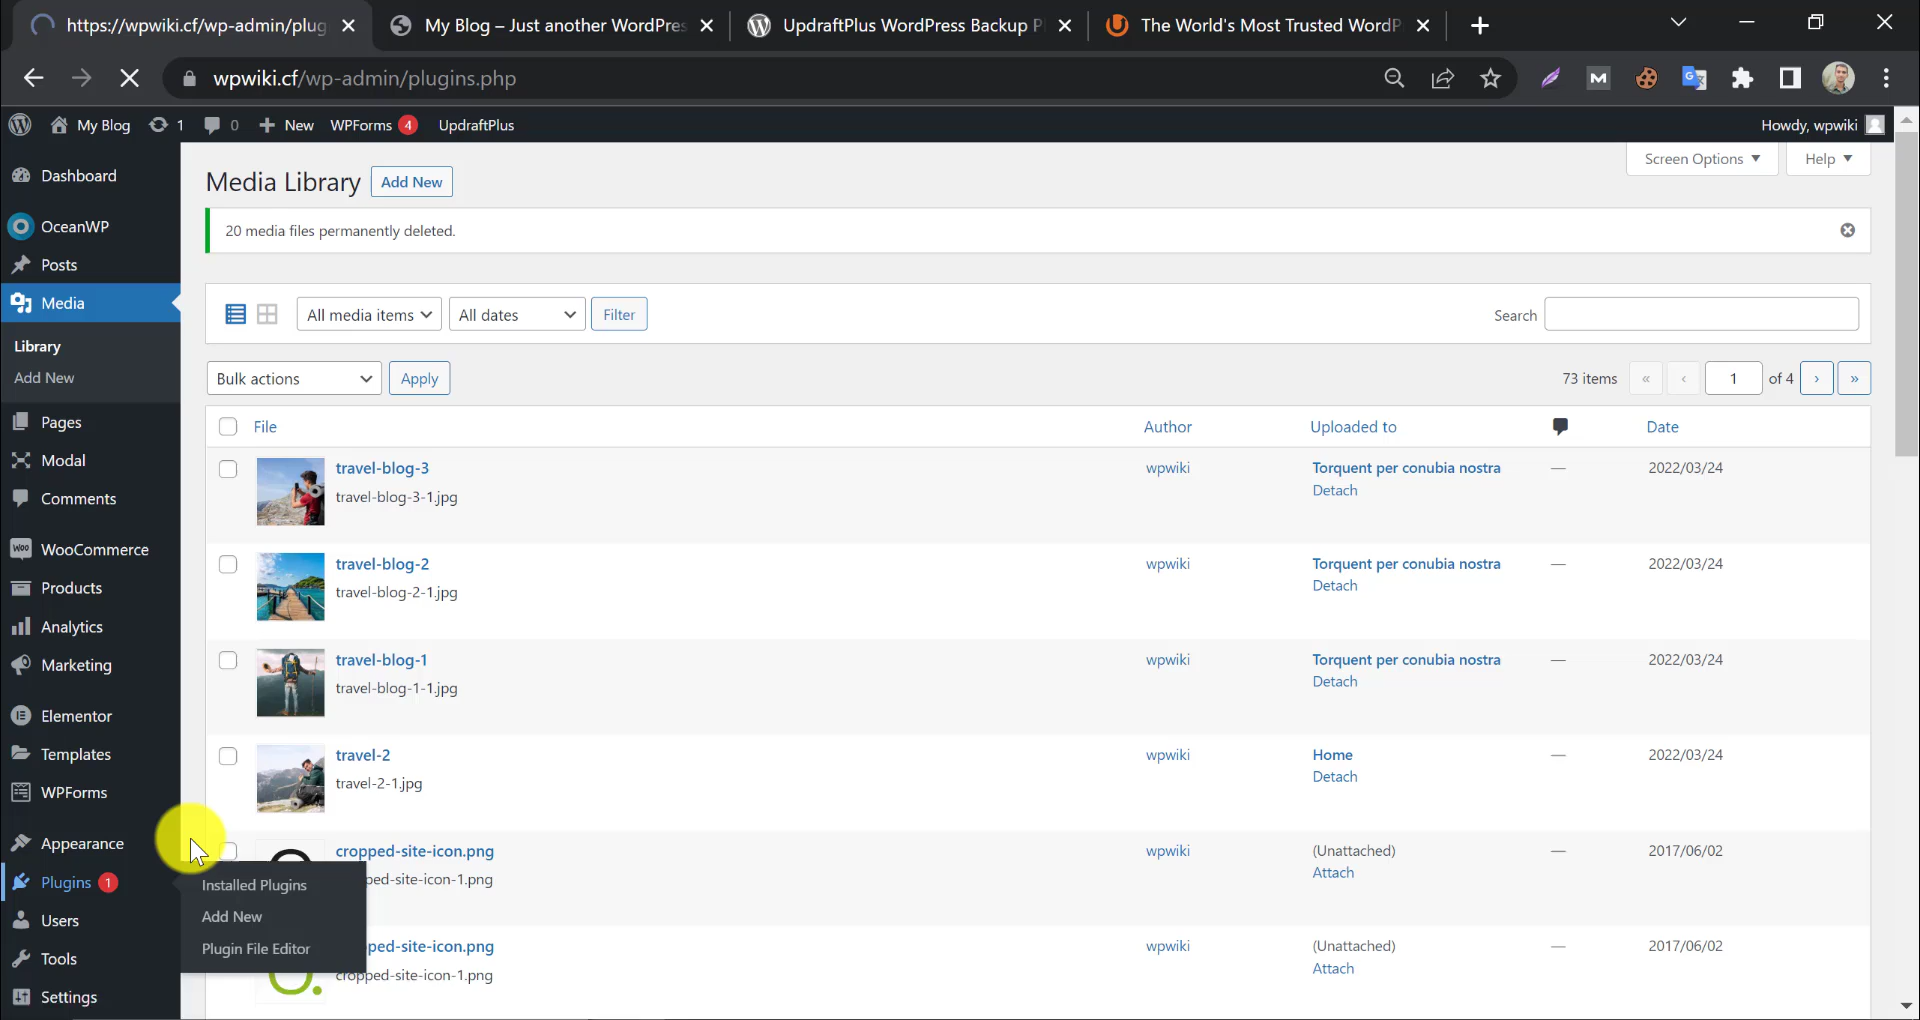 https://wpwiki.cf/wp-admin/plug
My Blog – Just another WordPres
UpdraftPlus WordPress Backup P
The World's Most Trusted WordP
wpwiki.cf/wp-admin/plugins.php
My Blog 1 0 New WPForms 4 UpdraftPlus
Howdy, wpwiki
Dashboard
OceanWP
Posts
Media
Library
Add New
Pages
Modal
Comments
WooCommerce
Products
Analytics
Marketing
Elementor
Templates
WPForms
Appearance
Plugins 1
Users
Tools
Settings
Installed Plugins
Add New
Plugin File Editor
Screen Options
Help
Media Library Add New
20 media files permanently deleted.
All media items All dates Filter
Search
Bulk actions Apply
73 items « ‹ 1 of 4 › »
File Author Uploaded to Date
travel-blog-3 wpwiki Torquent per conubia nostra — 2022/03/24
travel-blog-3-1.jpg Detach
travel-blog-2 wpwiki Torquent per conubia nostra — 2022/03/24
travel-blog-2-1.jpg Detach
travel-blog-1 wpwiki Torquent per conubia nostra — 2022/03/24
travel-blog-1-1.jpg Detach
travel-2 wpwiki Home — 2022/03/24
travel-2-1.jpg Detach
cropped-site-icon.png wpwiki (Unattached) — 2017/06/02
ped-site-icon-1.png Attach
pped-site-icon.png wpwiki (Unattached) — 2017/06/02
cropped-site-icon-1.png Attach